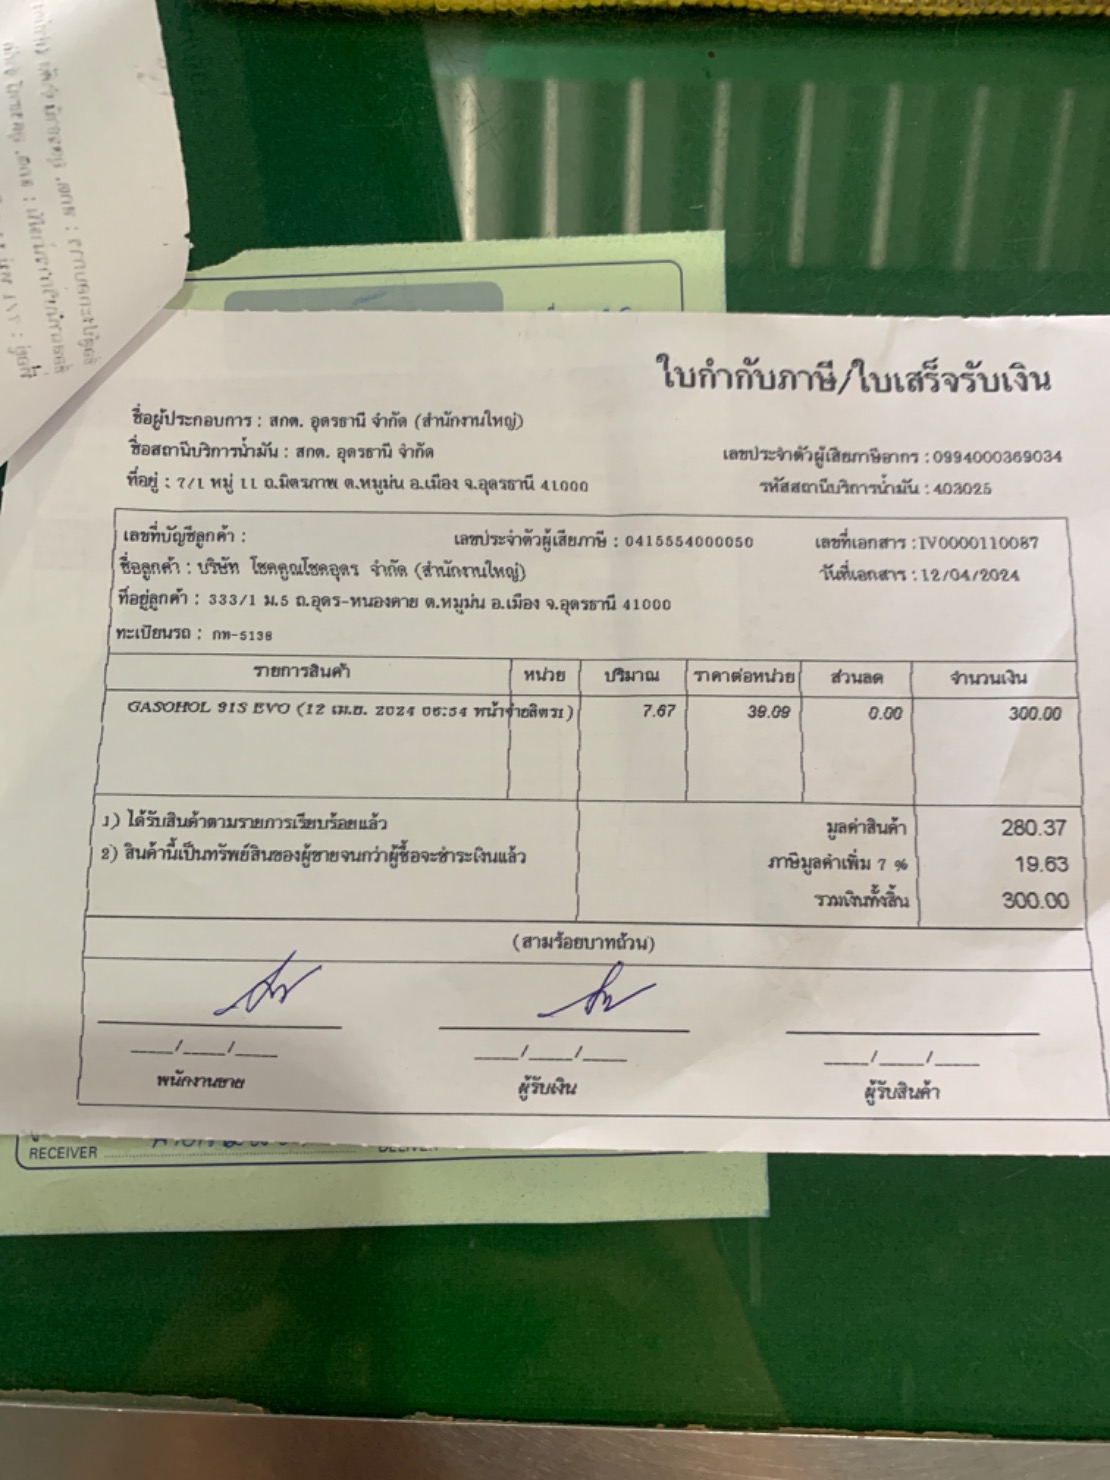 ใบกำกับภาษี/ใบเสร็จรับเงิน
ชื่อผู้ประกอบการ : สกต. อุดรธานี จำกัด (สำนักงานใหญ่)
ชื่อสถานีบริการน้ำมัน : สกต. อุดรธานี จำกัด
เลขประจำตัวผู้เสียภาษีอากร : 0994000369034
ที่อยู่ : 7/1 หมู่ 11 ถ.มิตรภาพ ต.หมูม่น อ.เมือง จ.อุดรธานี 41000
รหัสสถานีบริการน้ำมัน : 403025
เลขที่บัญชีลูกค้า : เลขประจำตัวผู้เสียภาษี : 0415554000050 เลขที่เอกสาร : IV0000110087
ชื่อลูกค้า : บริษัท โชคคูณโชคอุดร จำกัด (สำนักงานใหญ่) วันที่เอกสาร : 12/04/2024
ที่อยู่ลูกค้า : 333/1 ม.5 ถ.อุดร-หนองคาย ต.หมูม่น อ.เมือง จ.อุดรธานี 41000
ทะเบียนรถ : กท-5138
รายการสินค้า หน่วย ปริมาณ ราคาต่อหน่วย ส่วนลด จำนวนเงิน
GASOHOL 91S EVO (12 เม.ย. 2024 06:54 หน้าจ่ายลิตร1) 7.67 39.09 0.00 300.00
1) ได้รับสินค้าตามรายการเรียบร้อยแล้ว มูลค่าสินค้า 280.37
2) สินค้านี้เป็นทรัพย์สินของผู้ขายจนกว่าผู้ซื้อจะชำระเงินแล้ว ภาษีมูลค่าเพิ่ม 7 % 19.63
รวมเงินทั้งสิ้น 300.00
(สามร้อยบาทถ้วน)
___/___/___ ___/___/___ ___/___/___
พนักงานขาย ผู้รับเงิน ผู้รับสินค้า
RECEIVER